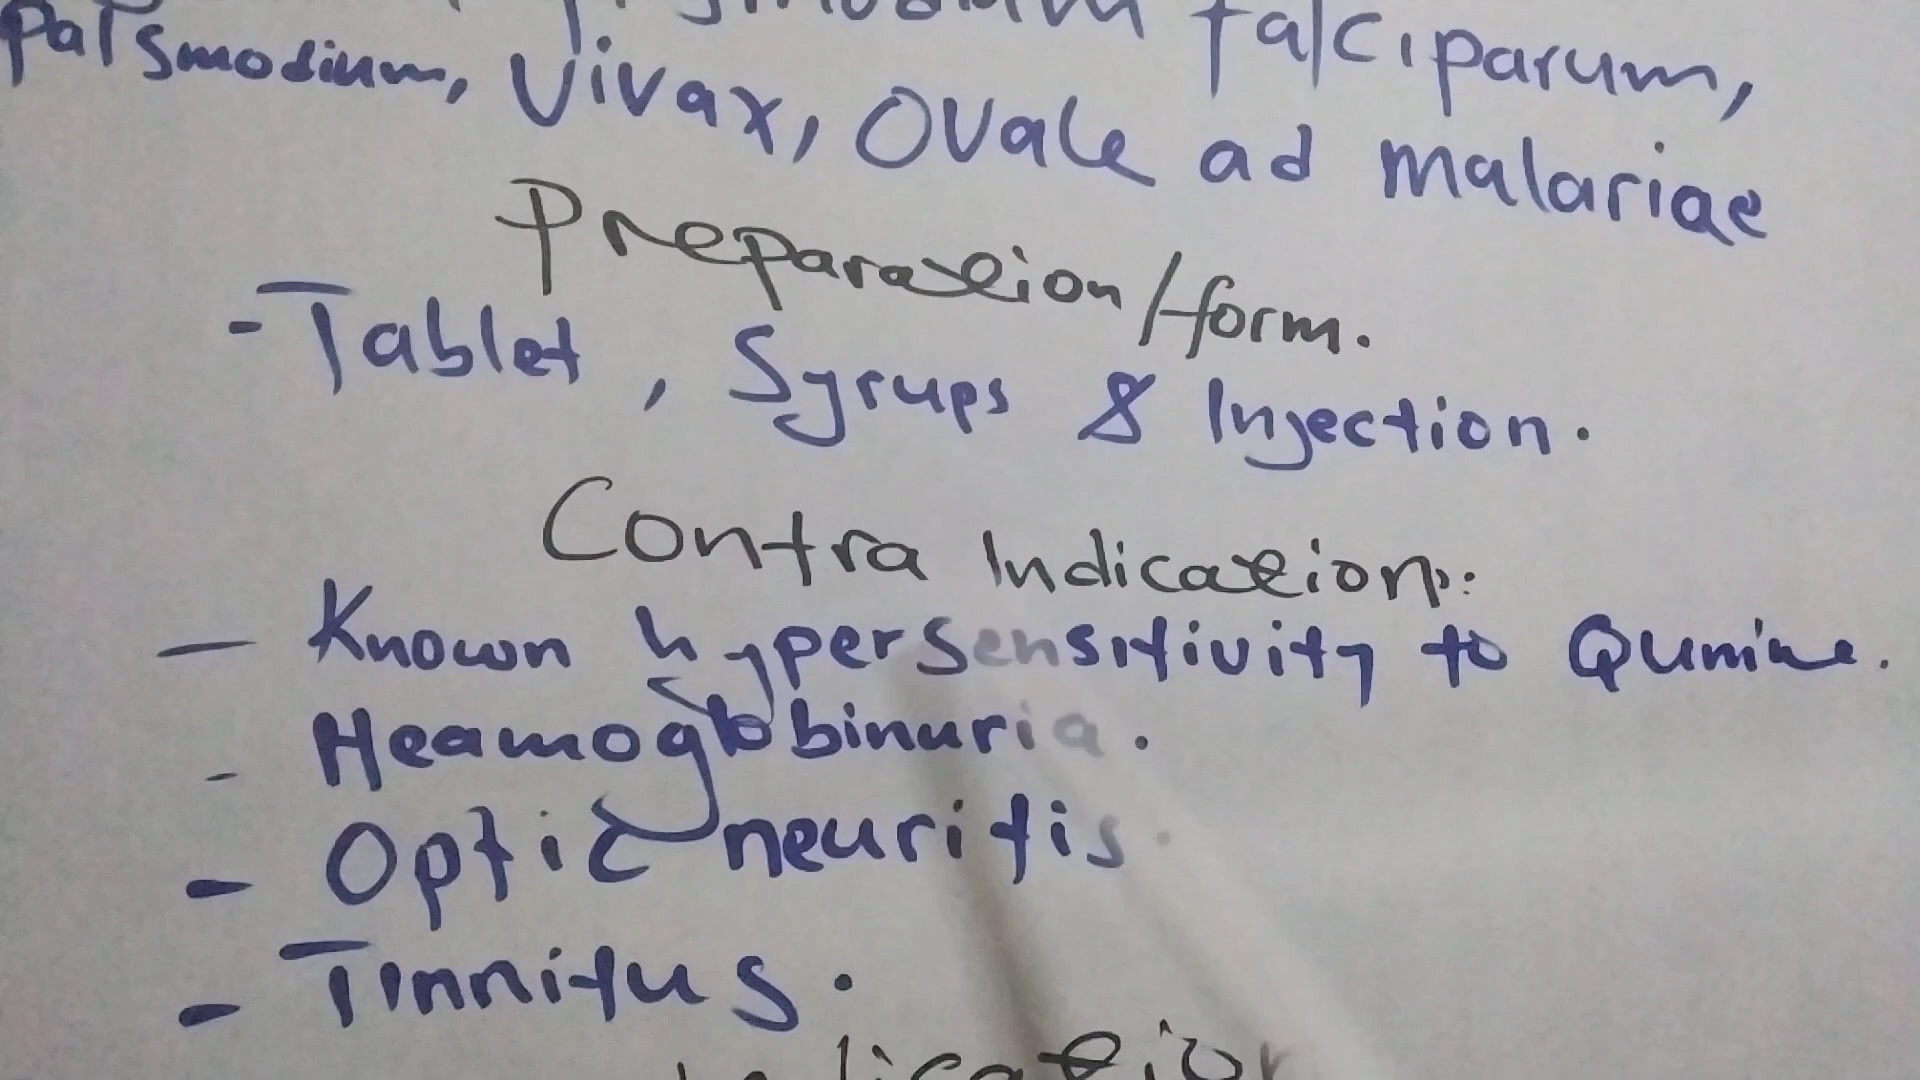 falciparum,
Palsmodium, Vivax, Ovale ad malariae
Preparation/form.
- Tablet, Syrups & Injection.
Contra Indication:
- Known hypersensitivity to Qunine.
- Heamoglobinuria.
- Optic neuritis.
- Tinnitus.